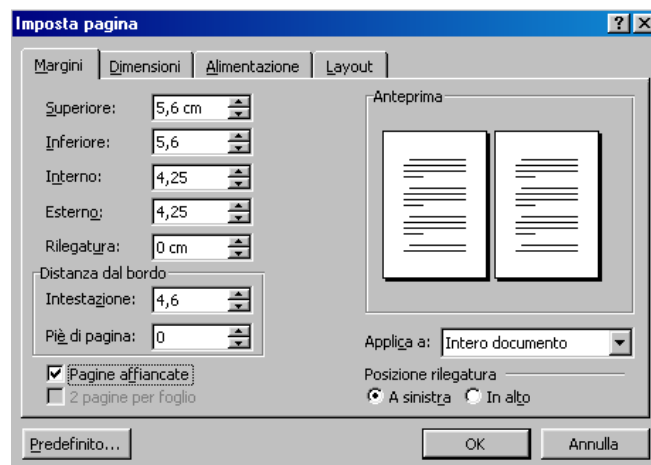 Imposta pagina
Margini Dimensioni Alimentazione Layout
Superiore: 5,6 cm
Inferiore: 5,6
Interno: 4,25
Esterno: 4,25
Rilegatura: 0 cm
Distanza dal bordo
Intestazione: 4,6
Piè di pagina: 0
Pagine affiancate
2 pagine per foglio
Anteprima
Applica a: Intero documento
Posizione rilegatura
A sinistra In alto
Predefinito... OK Annulla